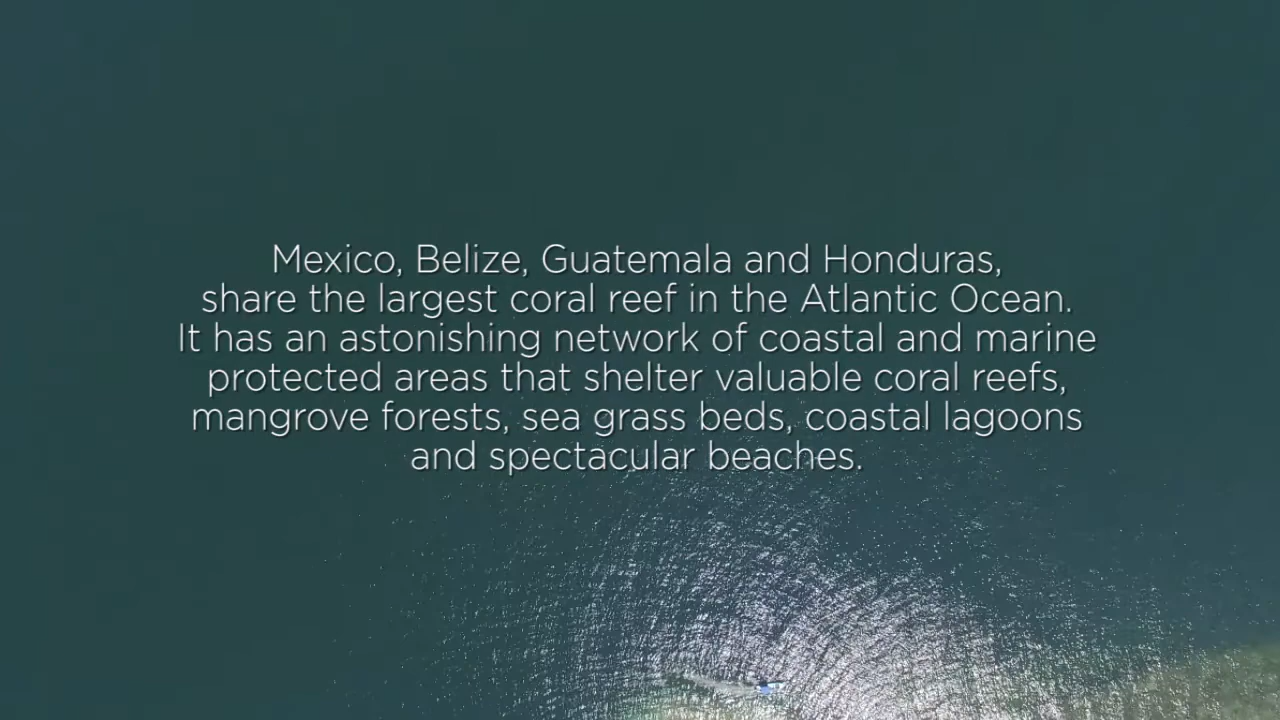 Mexico, Belize, Guatemala and Honduras,
share the largest coral reef in the Atlantic Ocean.
It has an astonishing network of coastal and marine
protected areas that shelter valuable coral reefs,
mangrove forests, sea grass beds, coastal lagoons
and spectacular beaches.